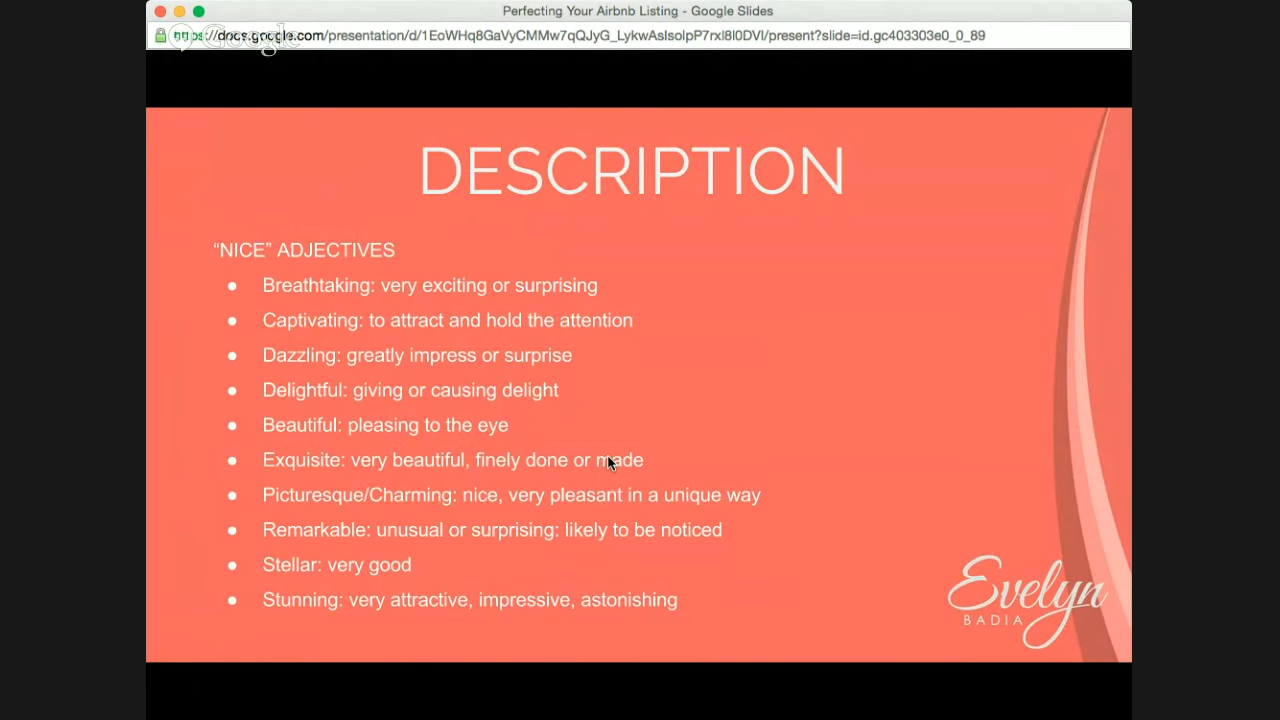 Perfecting Your Airbnb Listing - Google Slides
https://docs.google.com/presentation/d/1EoWHq8GaVyCMMw7qQJyG_LykwAsIsoIpP7rxI8I0DVI/present?slide=id.gc403303e0_0_89
Google
DESCRIPTION
“NICE” ADJECTIVES
● Breathtaking: very exciting or surprising
● Captivating: to attract and hold the attention
● Dazzling: greatly impress or surprise
● Delightful: giving or causing delight
● Beautiful: pleasing to the eye
● Exquisite: very beautiful, finely done or made
● Picturesque/Charming: nice, very pleasant in a unique way
● Remarkable: unusual or surprising: likely to be noticed
● Stellar: very good
● Stunning: very attractive, impressive, astonishing
Evelyn
BADIA